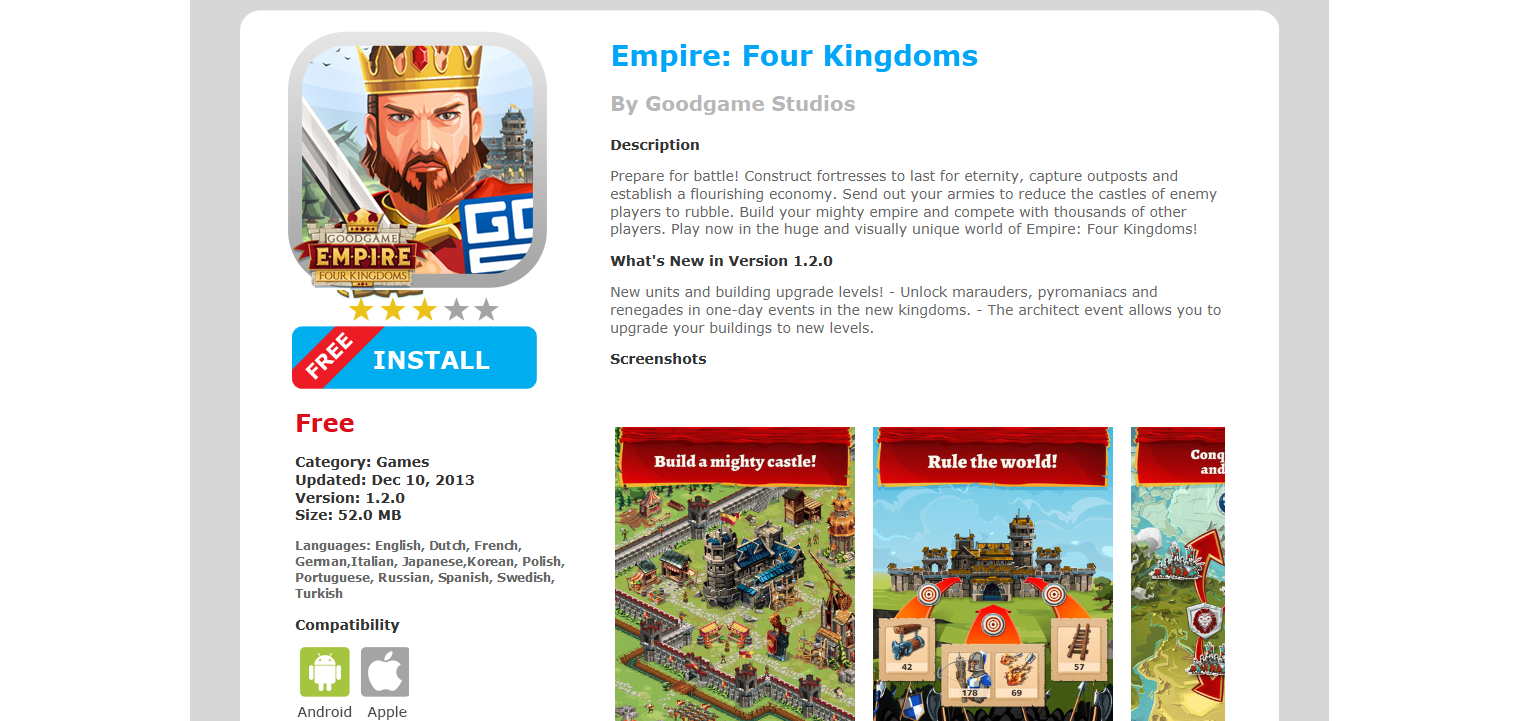 GOODGAME
EMPIRE
FOUR KINGDOMS
FREE
INSTALL
Free
Category: Games
Updated: Dec 10, 2013
Version: 1.2.0
Size: 52.0 MB
Languages: English, Dutch, French,
German,Italian, Japanese,Korean, Polish,
Portuguese, Russian, Spanish, Swedish,
Turkish
Compatibility
Android Apple
Empire: Four Kingdoms
By Goodgame Studios
Description
Prepare for battle! Construct fortresses to last for eternity, capture outposts and
establish a flourishing economy. Send out your armies to reduce the castles of enemy
players to rubble. Build your mighty empire and compete with thousands of other
players. Play now in the huge and visually unique world of Empire: Four Kingdoms!
What's New in Version 1.2.0
New units and building upgrade levels! - Unlock marauders, pyromaniacs and
renegades in one-day events in the new kingdoms. - The architect event allows you to
upgrade your buildings to new levels.
Screenshots
Build a mighty castle!
Rule the world!
42
178
69
57
Conq
and